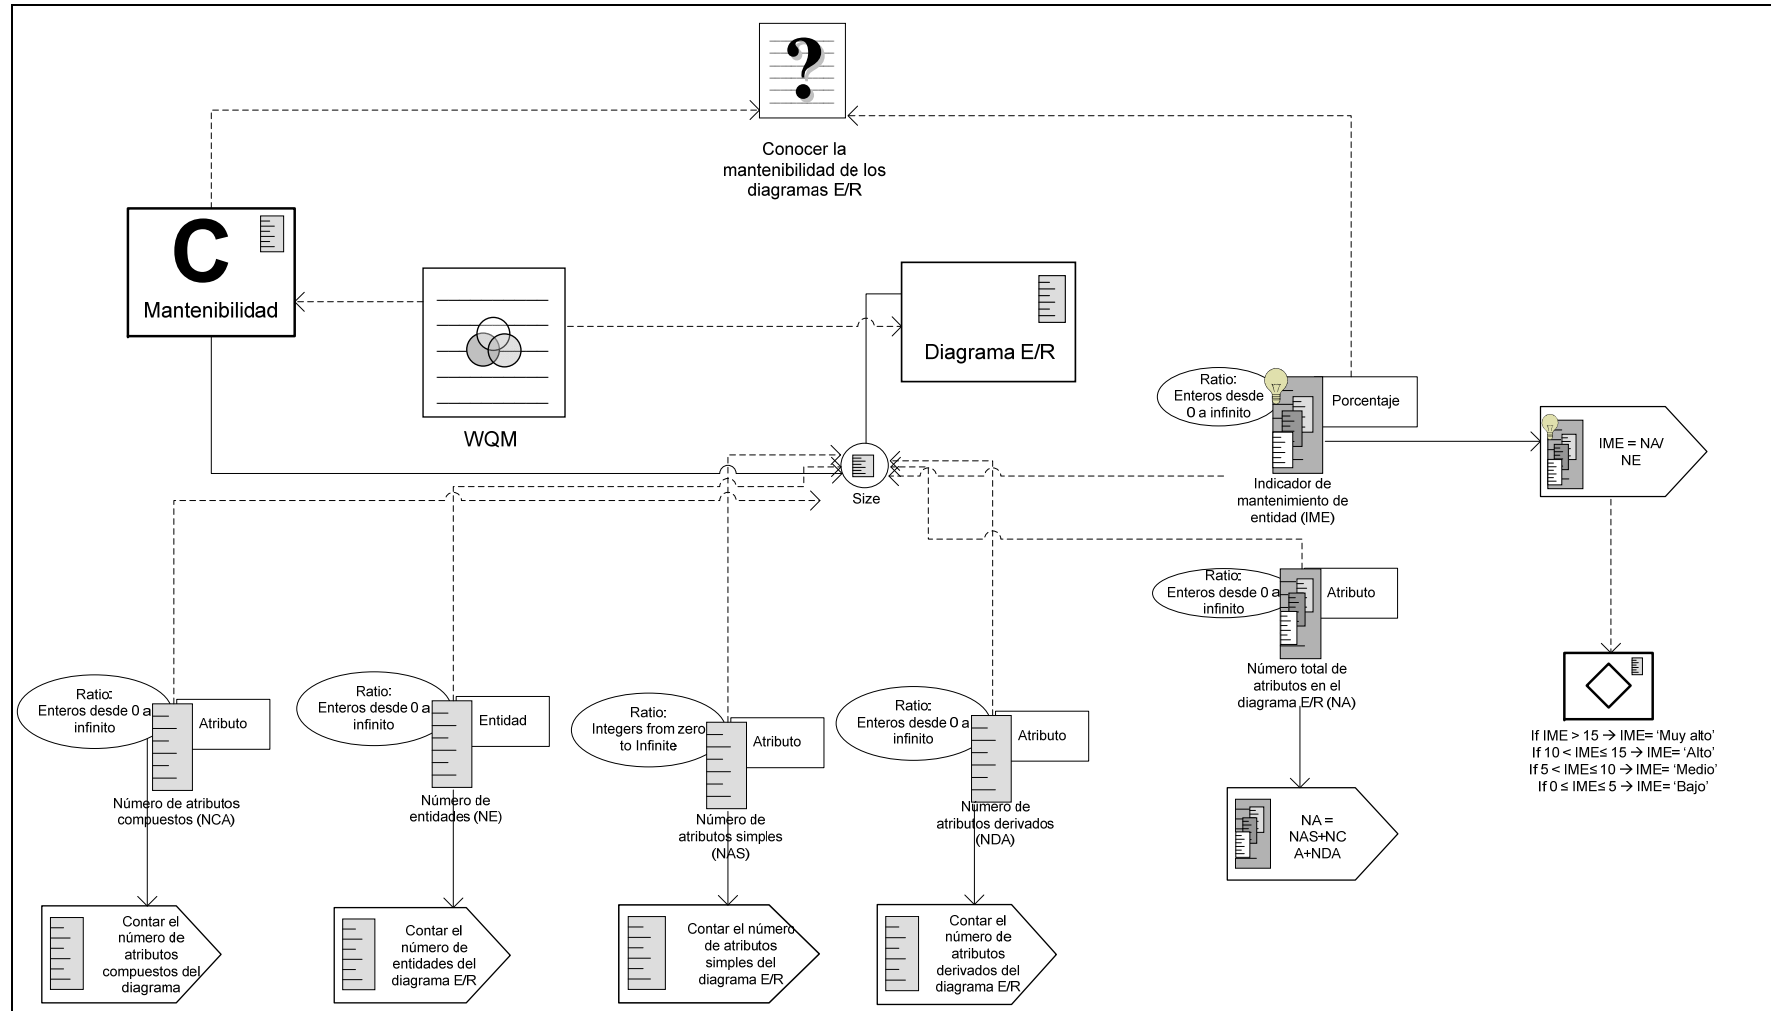 ?
Conocer la
mantenibilidad de los
diagramas E/R
C
Mantenibilidad
WQM
Diagrama E/R
Size
Ratio:
Enteros desde
0 a infinito
Porcentaje
Indicador de
mantenimiento de
entidad (IME)
IME = NA/
NE
Ratio:
Enteros desde 0 a
infinito
Atributo
Número total de
atributos en el
diagrama E/R (NA)
NA =
NAS+NC
A+NDA
If IME > 15 → IME= ‘Muy alto’
If 10 < IME≤ 15 → IME= ‘Alto’
If 5 < IME≤ 10 → IME= ‘Medio’
If 0 ≤ IME≤ 5 → IME= ‘Bajo’
Ratio:
Enteros desde 0 a
infinito
Atributo
Número de atributos
compuestos (NCA)
Ratio:
Enteros desde 0 a
infinito
Entidad
Número de
entidades (NE)
Ratio:
Integers from zero
to Infinite
Atributo
Número de
atributos simples
(NAS)
Ratio:
Enteros desde 0 a
infinito
Atributo
Número de
atributos derivados
(NDA)
Contar el
número de
atributos
compuestos del
diagrama
Contar el
número de
entidades del
diagrama E/R
Contar el número
de atributos
simples del
diagrama E/R
Contar el
número de
atributos
derivados del
diagrama E/R